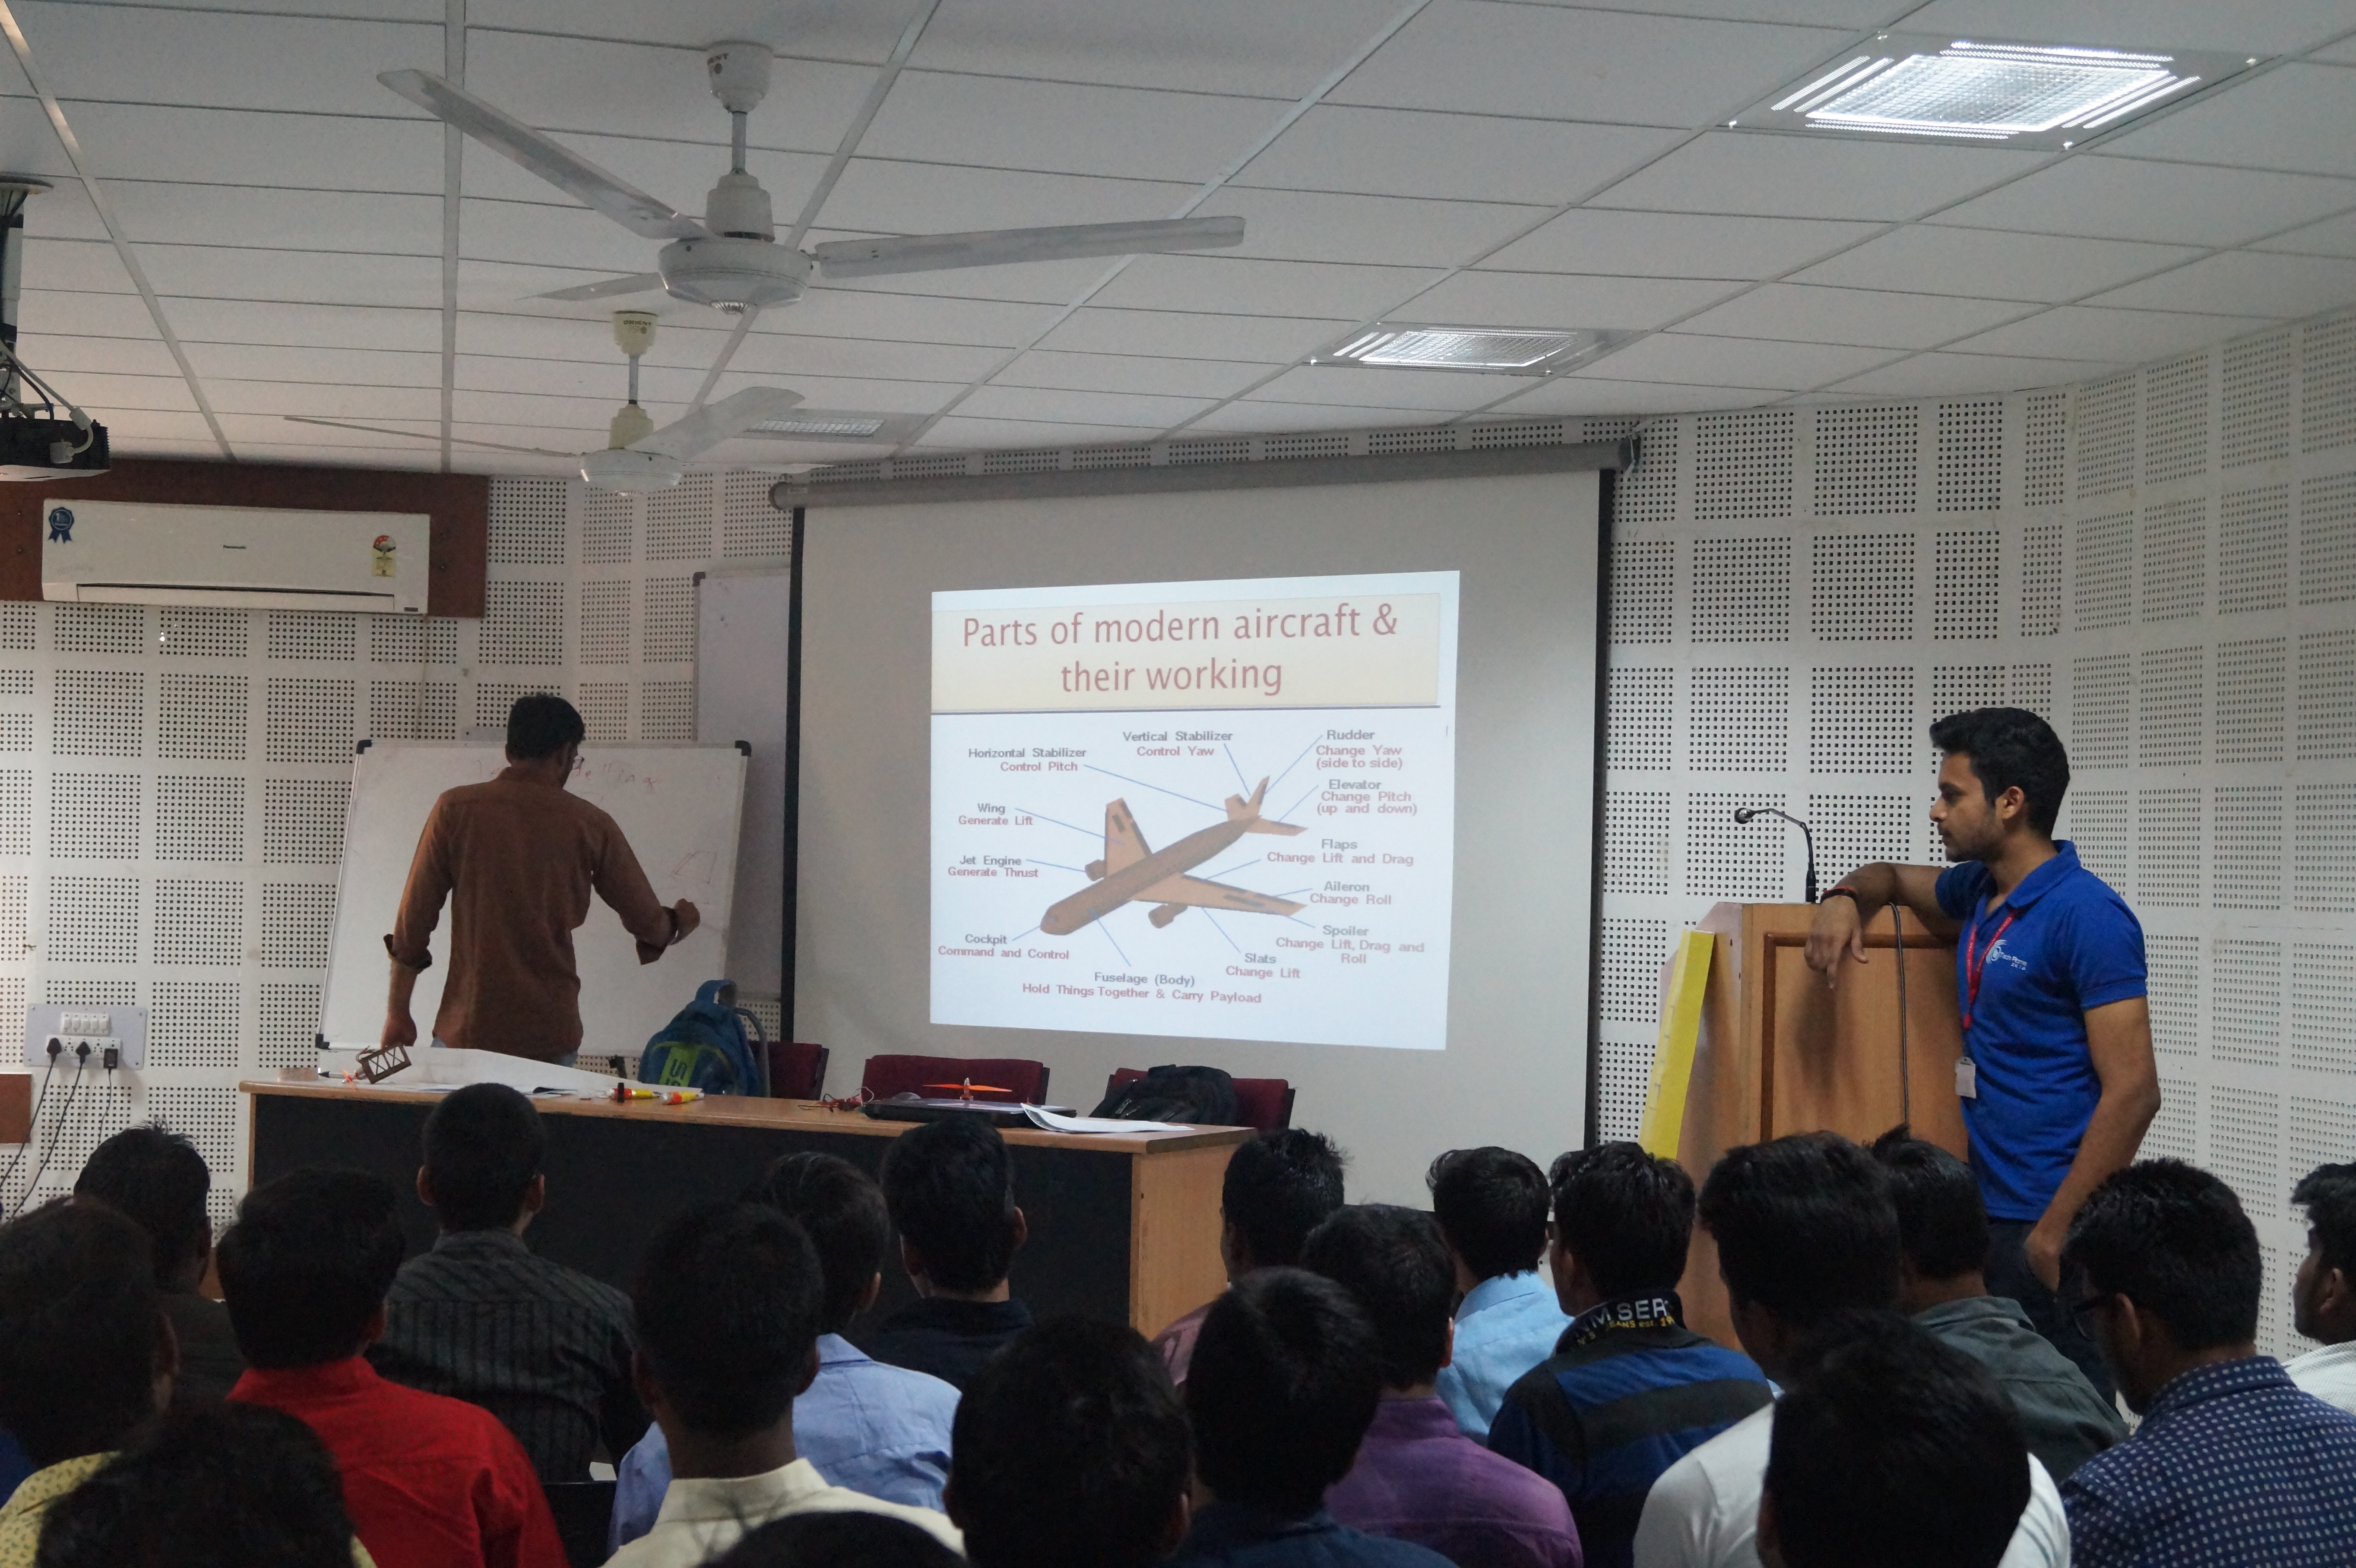 ORIENT
Panasonic
Parts of modern aircraft &
their working
Vertical Stabilizer
Control Yaw
Rudder
Change Yaw
(side to side)
Horizontal Stabilizer
Control Pitch
Elevator
Change Pitch
(up and down)
Wing
Generate Lift
Flaps
Change Lift and Drag
Jet Engine
Generate Thrust
Aileron
Change Roll
Spoiler
Change Lift, Drag and
Roll
Cockpit
Command and Control
Slats
Change Lift
Fuselage (Body)
Hold Things Together & Carry Payload